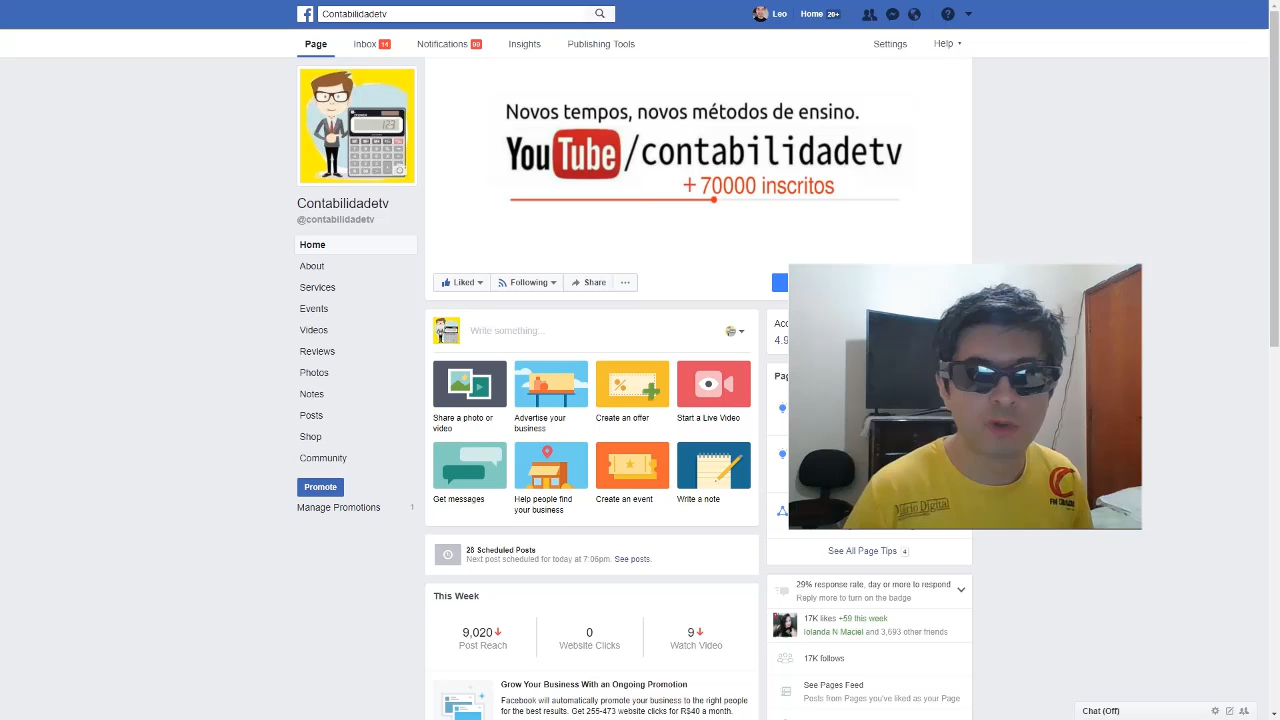 Contabilidadetv
Leo
Home 20+
Page
Inbox 14
Notifications 99
Insights
Publishing Tools
Settings
Help
Novos tempos, novos métodos de ensino.
YouTube/contabilidadetv
+ 70000 inscritos
123
Contabilidadetv
@contabilidadetv
Home
About
Services
Events
Videos
Reviews
Photos
Notes
Posts
Shop
Community
Promote
Manage Promotions 1
Liked
Following
Share
Write something...
Share a photo or
video
Advertise your
business
Create an offer
Start a Live Video
Get messages
Help people find
your business
Create an event
Write a note
28 Scheduled Posts
Next post scheduled for today at 7:06pm. See posts.
This Week
9,020
Post Reach
0
Website Clicks
9
Watch Video
Grow Your Business With an Ongoing Promotion
Facebook will automatically promote your business to the right people
for the best results. Get 255-473 website clicks for R$40 a month.
4.9
Diário Digital
See All Page Tips 4
29% response rate, day or more to respond
Reply more to turn on the badge
17K likes +59 this week
Iolanda N Maciel and 3,693 other friends
17K follows
See Pages Feed
Posts from Pages you've liked as your Page
Chat (Off)